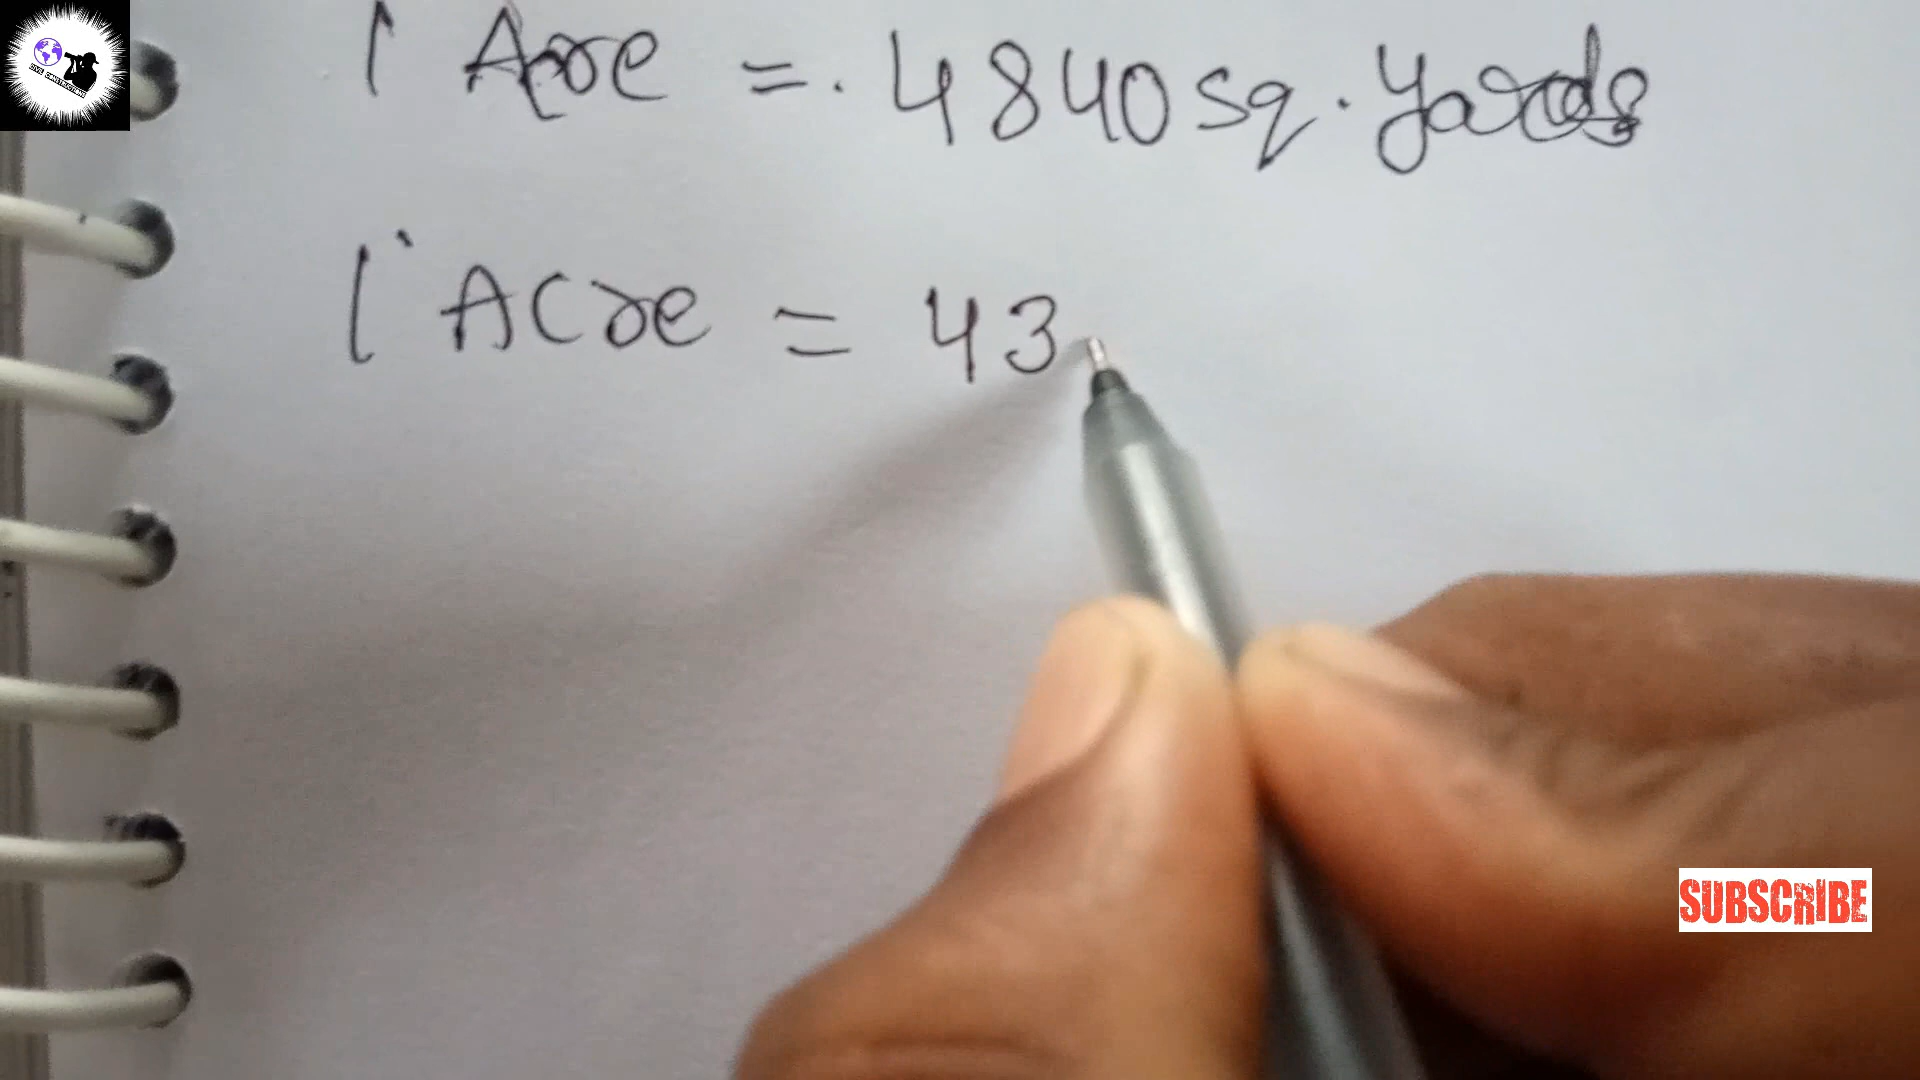 1 Acre = 4840 sq. yards
1 Acre = 43
SUBSCRIBE